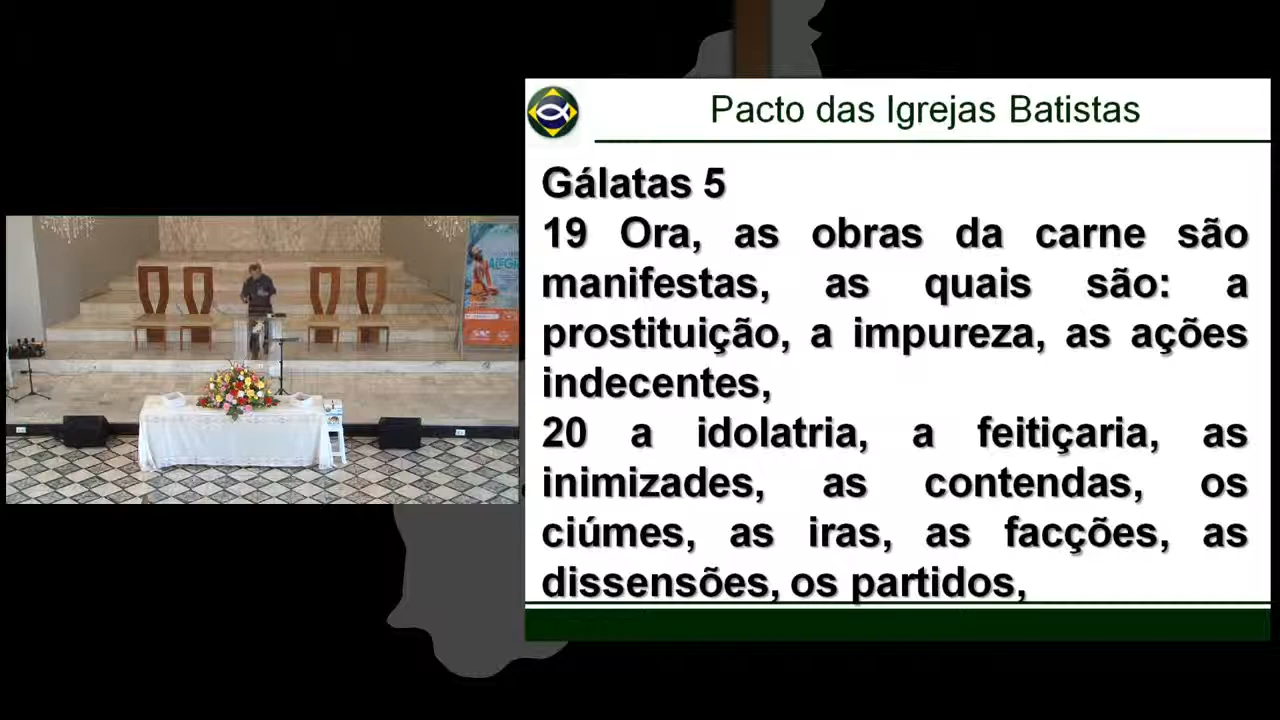 Pacto das Igrejas Batistas
Gálatas 5
19 Ora, as obras da carne são
manifestas, as quais são: a
prostituição, a impureza, as ações
indecentes,
20 a idolatria, a feitiçaria, as
inimizades, as contendas, os
ciúmes, as iras, as facções, as
dissensões, os partidos,